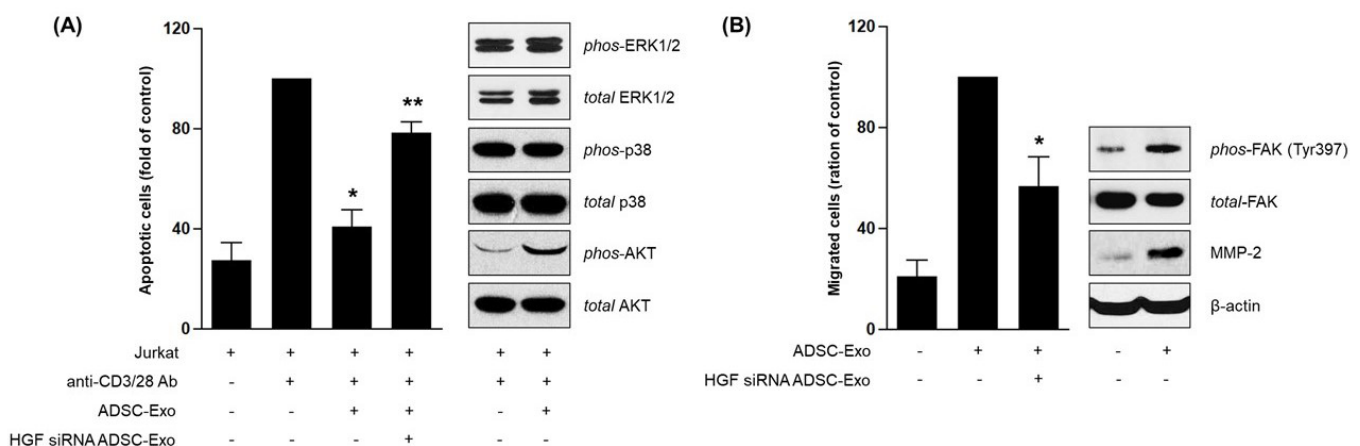 (A)
Apoptotic cells (fold of control)
120
80
40
0
*
**
phos-ERK1/2
total ERK1/2
phos-p38
total p38
phos-AKT
total AKT
Jurkat + + + + + +
anti-CD3/28 Ab - + + + + +
ADSC-Exo - - + + - +
HGF siRNA ADSC-Exo - - - + - -
(B)
Migrated cells (ration of control)
120
80
40
0
*
phos-FAK (Tyr397)
total-FAK
MMP-2
β-actin
ADSC-Exo - + + - +
HGF siRNA ADSC-Exo - - + - -